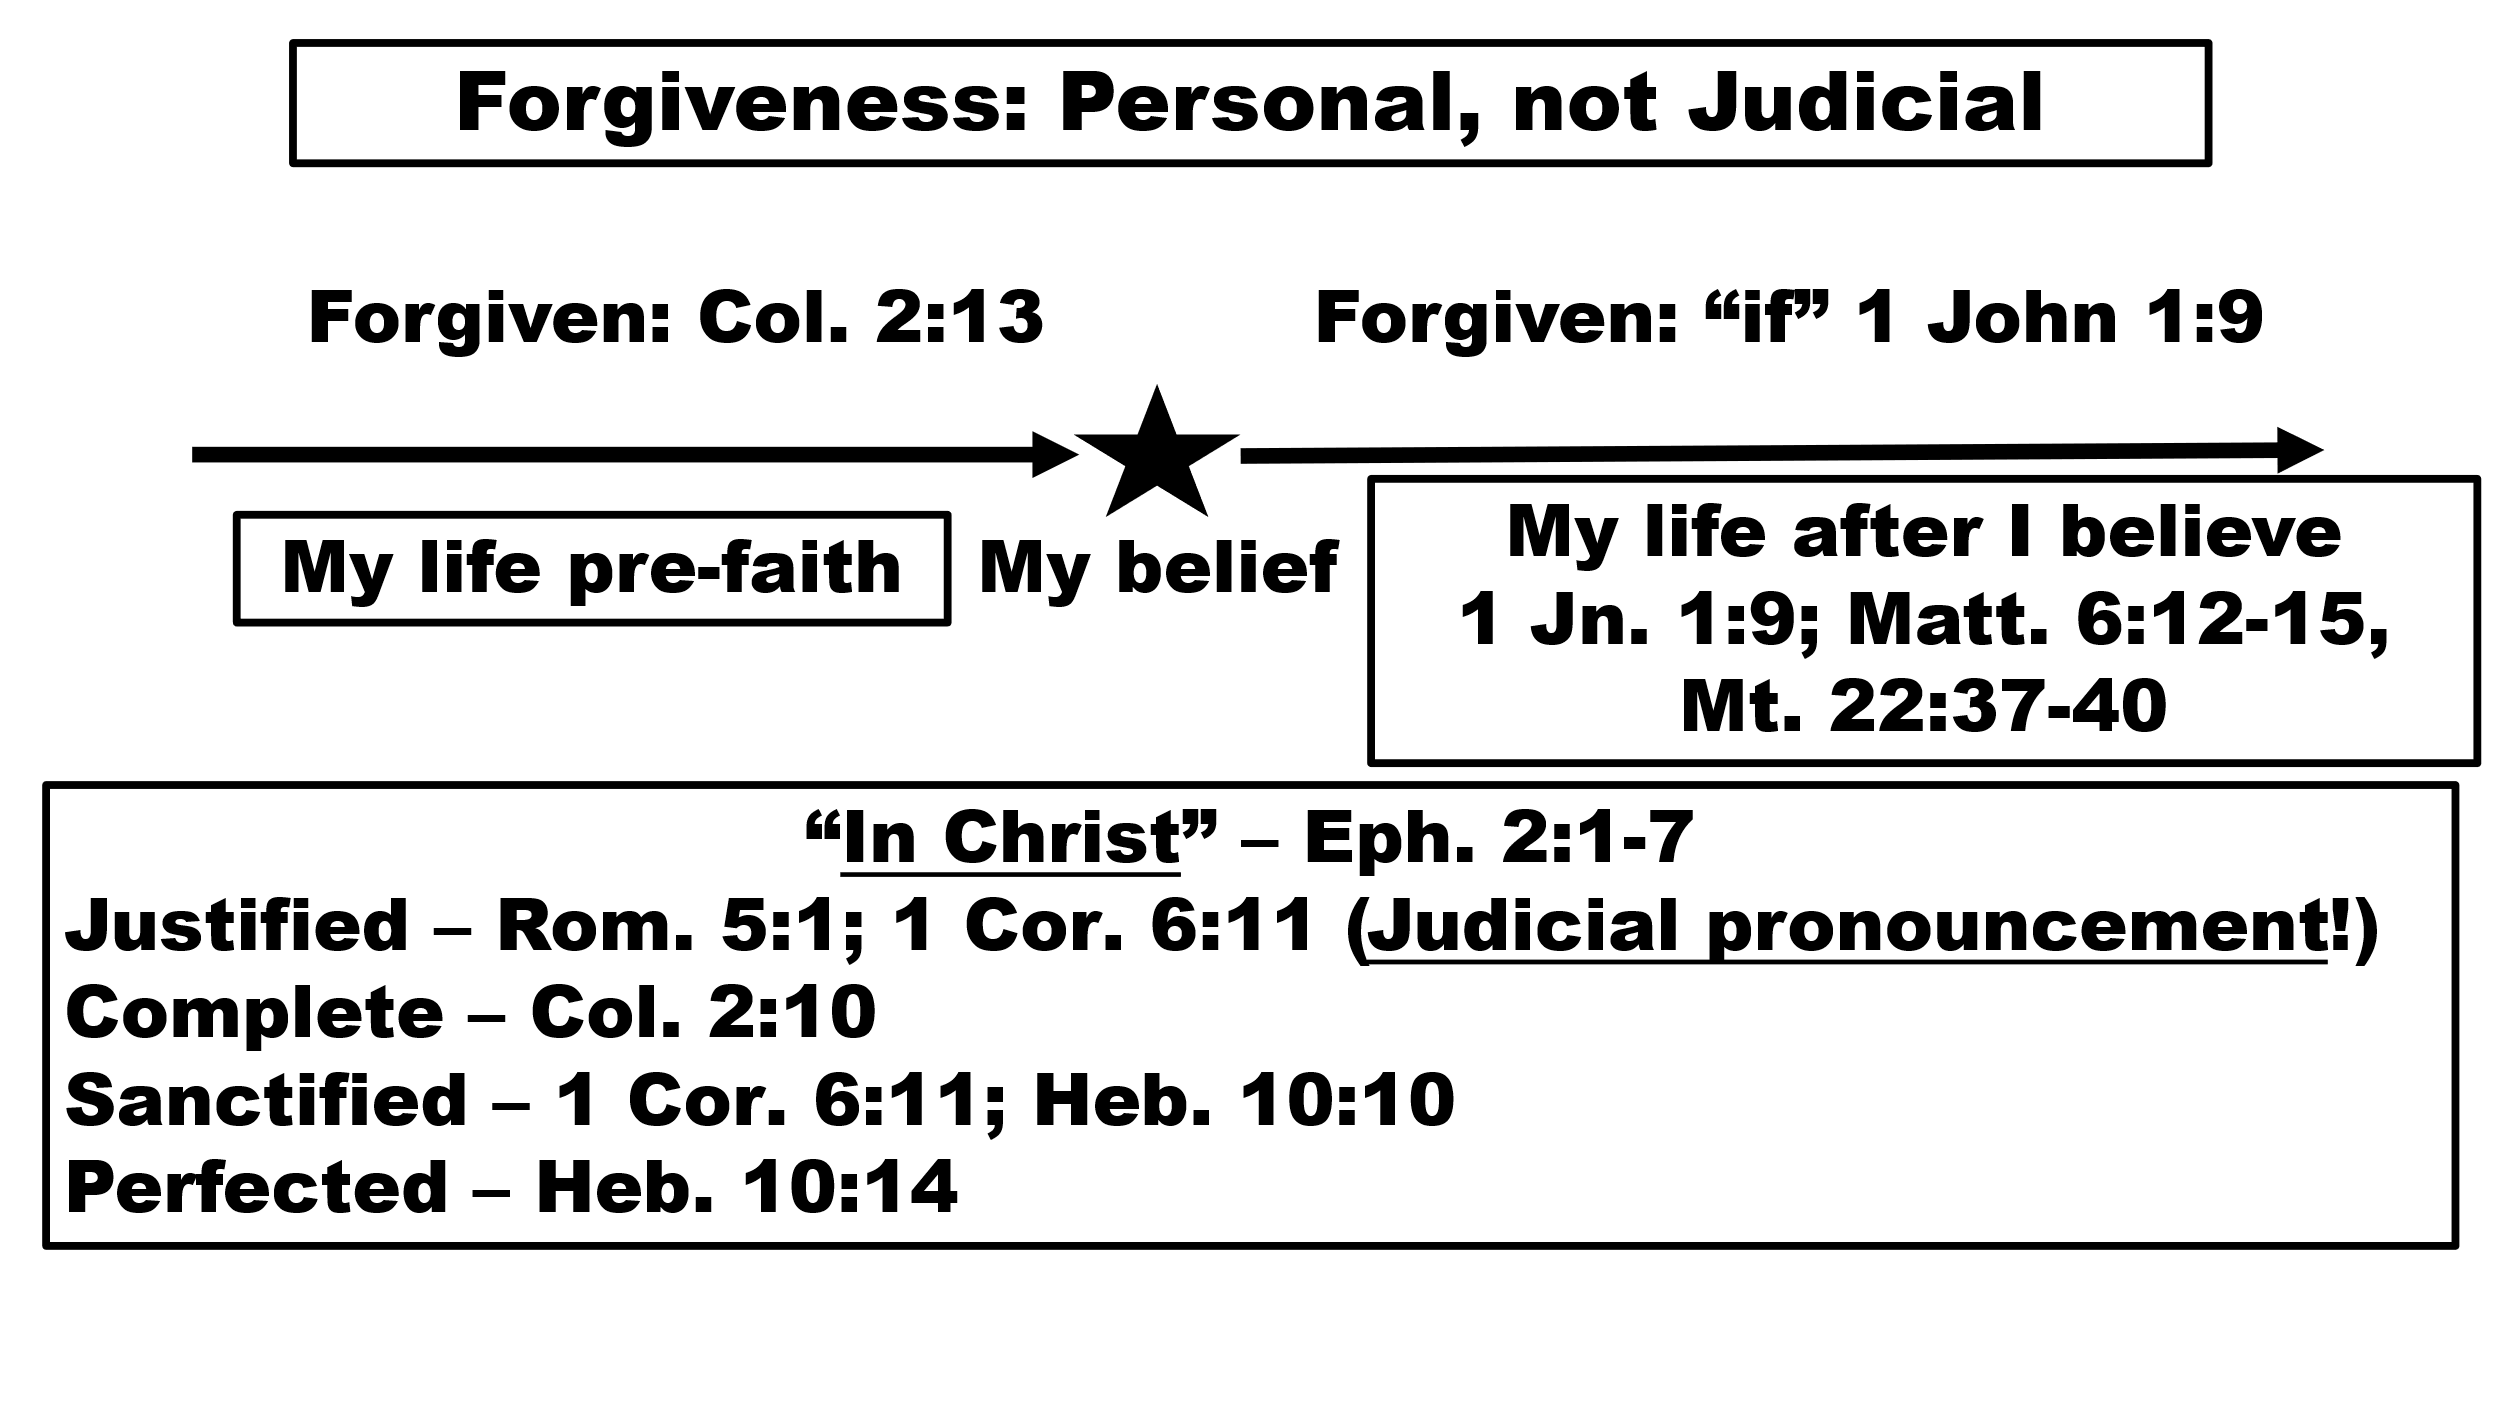 Forgiveness: Personal, not Judicial
Forgiven: Col. 2:13
Forgiven: “if” 1 John 1:9
My life pre-faith
My belief
My life after I believe
1 Jn. 1:9; Matt. 6:12-15,
Mt. 22:37-40
“In Christ” – Eph. 2:1-7
Justified – Rom. 5:1; 1 Cor. 6:11 (Judicial pronouncement!)
Complete – Col. 2:10
Sanctified – 1 Cor. 6:11; Heb. 10:10
Perfected – Heb. 10:14